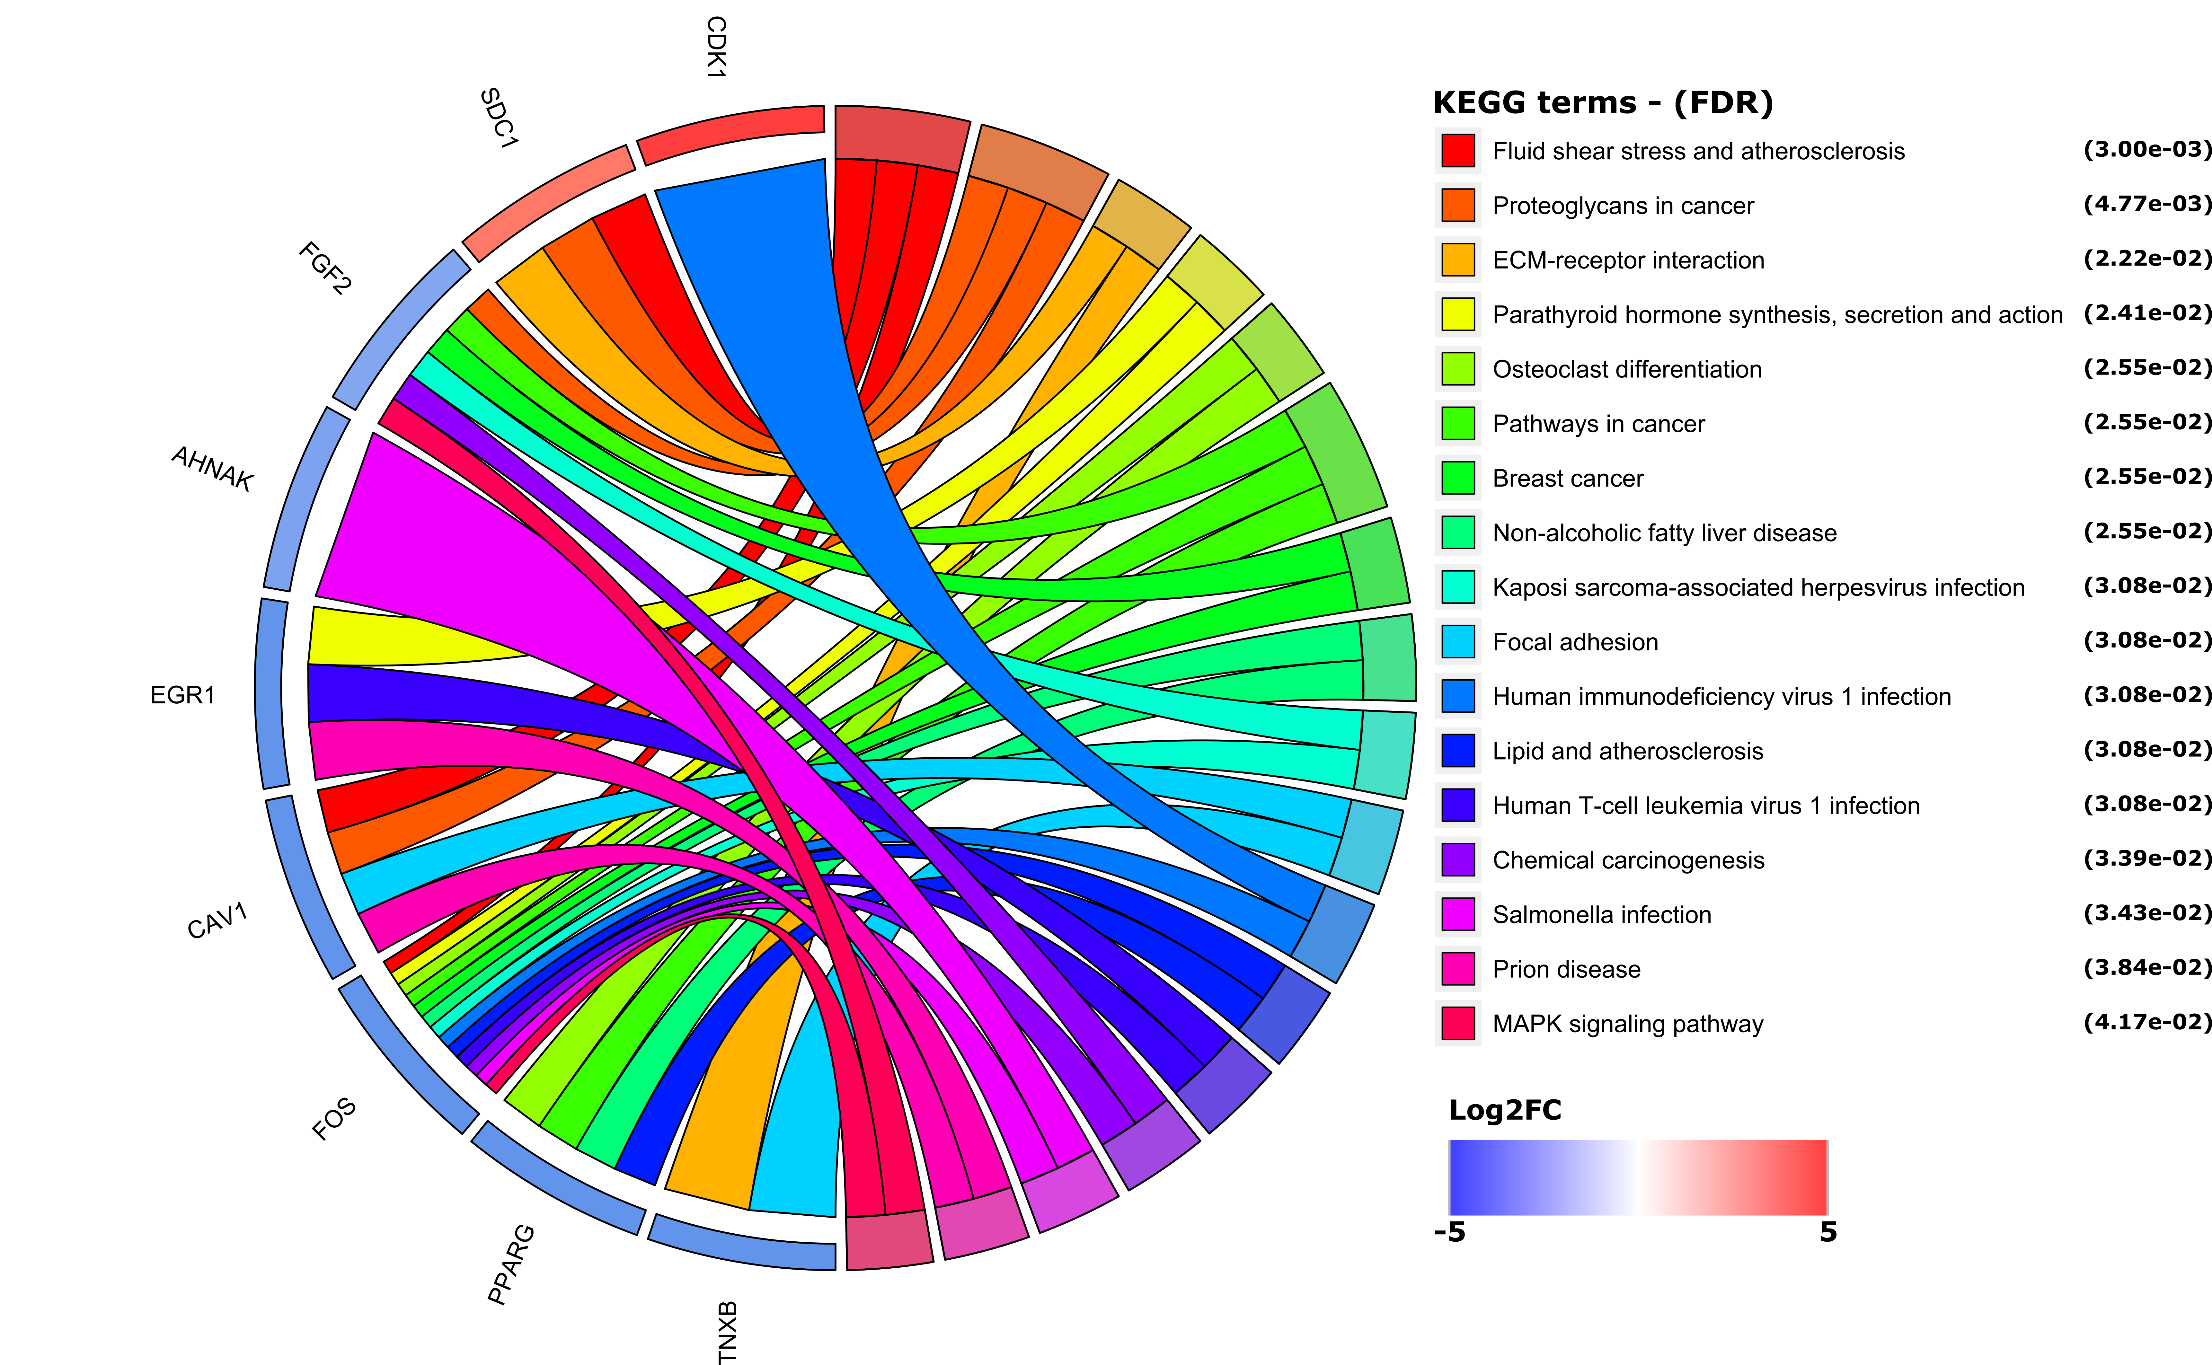 CDK1
SDC1
FGF2
AHNAK
EGR1
CAV1
FOS
PPARG
TNXB
KEGG terms - (FDR)
Fluid shear stress and atherosclerosis (3.00e-03)
Proteoglycans in cancer (4.77e-03)
ECM-receptor interaction (2.22e-02)
Parathyroid hormone synthesis, secretion and action (2.41e-02)
Osteoclast differentiation (2.55e-02)
Pathways in cancer (2.55e-02)
Breast cancer (2.55e-02)
Non-alcoholic fatty liver disease (2.55e-02)
Kaposi sarcoma-associated herpesvirus infection (3.08e-02)
Focal adhesion (3.08e-02)
Human immunodeficiency virus 1 infection (3.08e-02)
Lipid and atherosclerosis (3.08e-02)
Human T-cell leukemia virus 1 infection (3.08e-02)
Chemical carcinogenesis (3.39e-02)
Salmonella infection (3.43e-02)
Prion disease (3.84e-02)
MAPK signaling pathway (4.17e-02)
Log2FC
-5 5